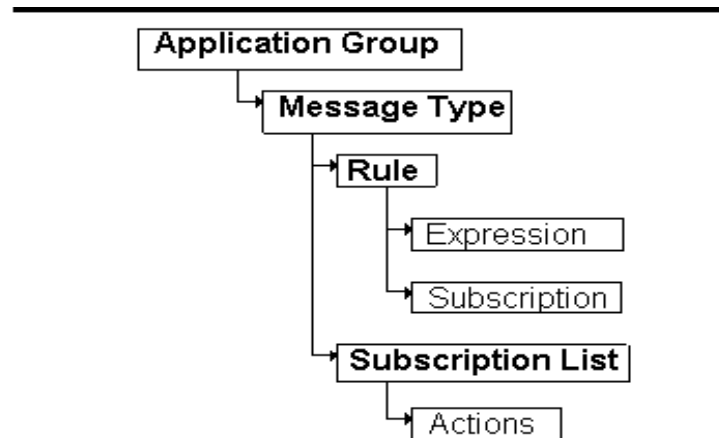 Application Group
Message Type
Rule
Expression
Subscription
Subscription List
Actions